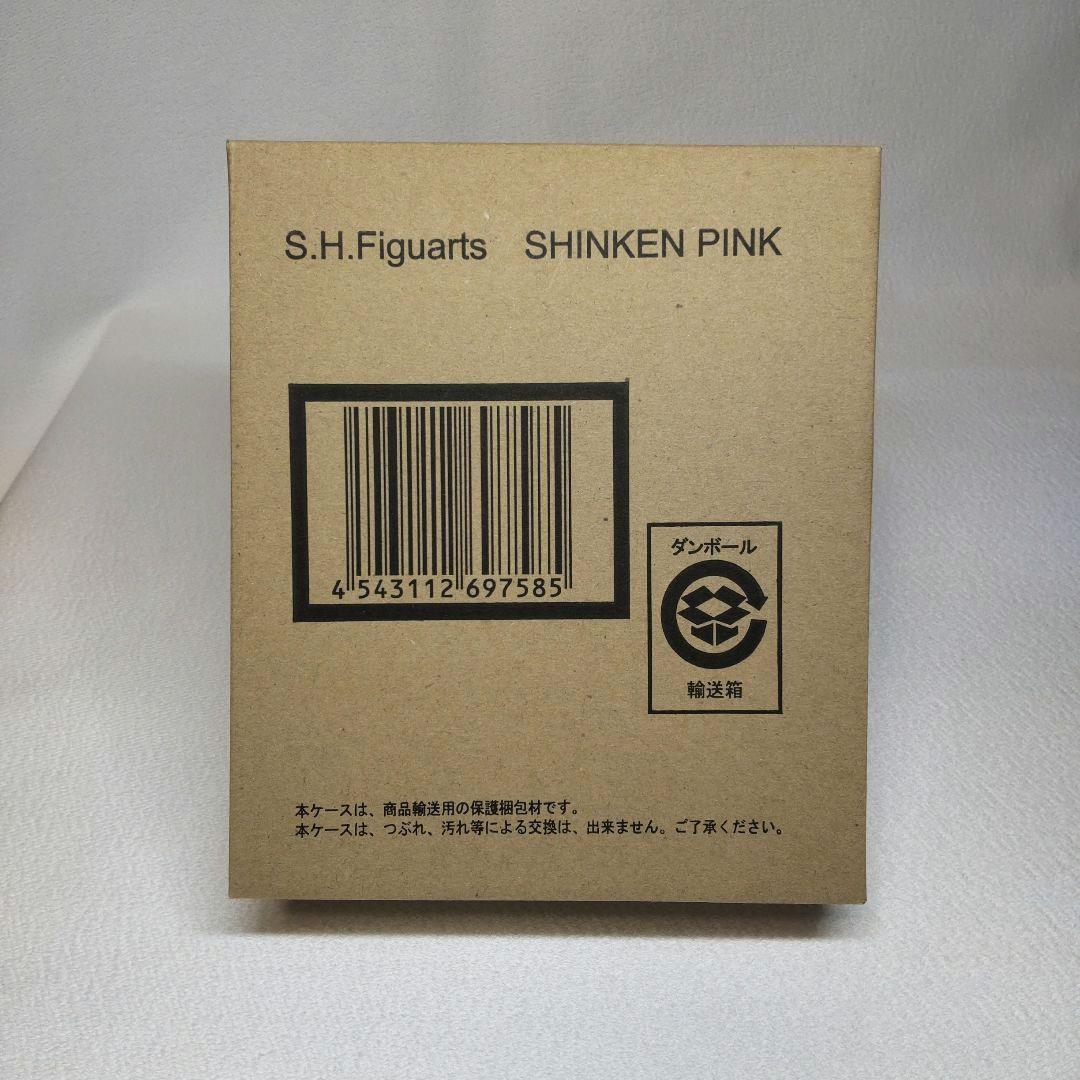 S.H.Figuarts　SHINKEN PINK
4 543112 697585
ダンボール
輸送箱
本ケースは、商品輸送用の保護梱包材です。
本ケースは、つぶれ、汚れ等による交換は、出来ません。ご了承ください。